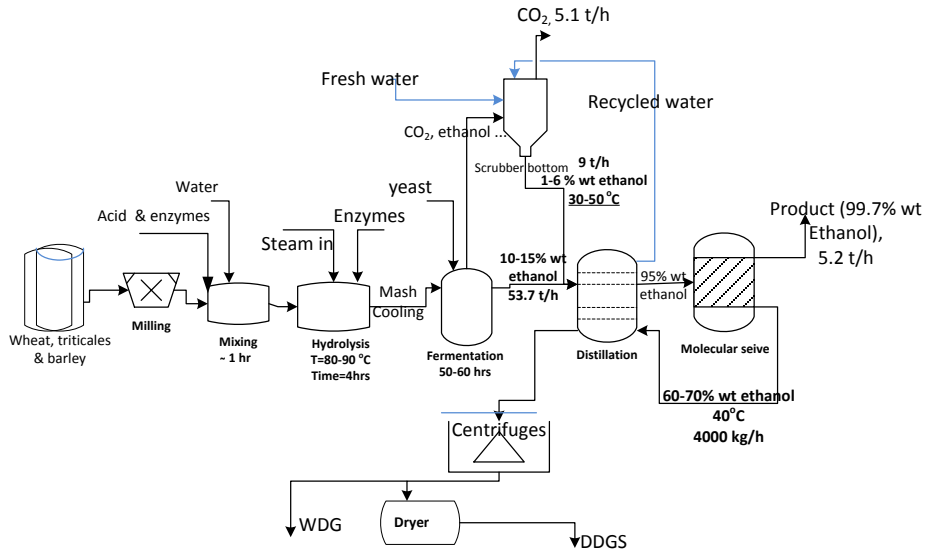 CO2, 5.1 t/h
Fresh water
Recycled water
CO2, ethanol ...
Scrubber bottom
9 t/h
1-6 % wt ethanol
30-50 °C
Water
Acid & enzymes
yeast
Enzymes
Steam in
Product (99.7% wt
Ethanol),
5.2 t/h
10-15% wt
ethanol
53.7 t/h
95% wt
ethanol
Mash
Cooling
Milling
Wheat, triticales
& barley
Mixing
~ 1 hr
Hydrolysis
T=80-90 °C
Time=4hrs
Fermentation
50-60 hrs
Distillation
Molecular seive
60-70% wt ethanol
40°C
4000 kg/h
Centrifuges
WDG
Dryer
DDGS